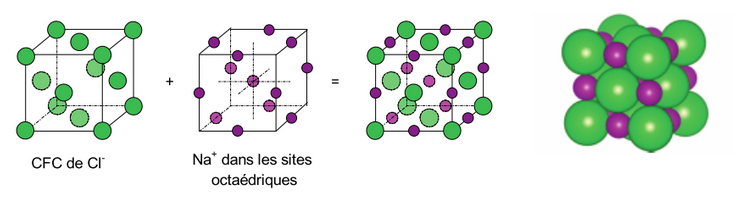 +
=
CFC de Cl⁻
Na⁺ dans les sites
octaédriques